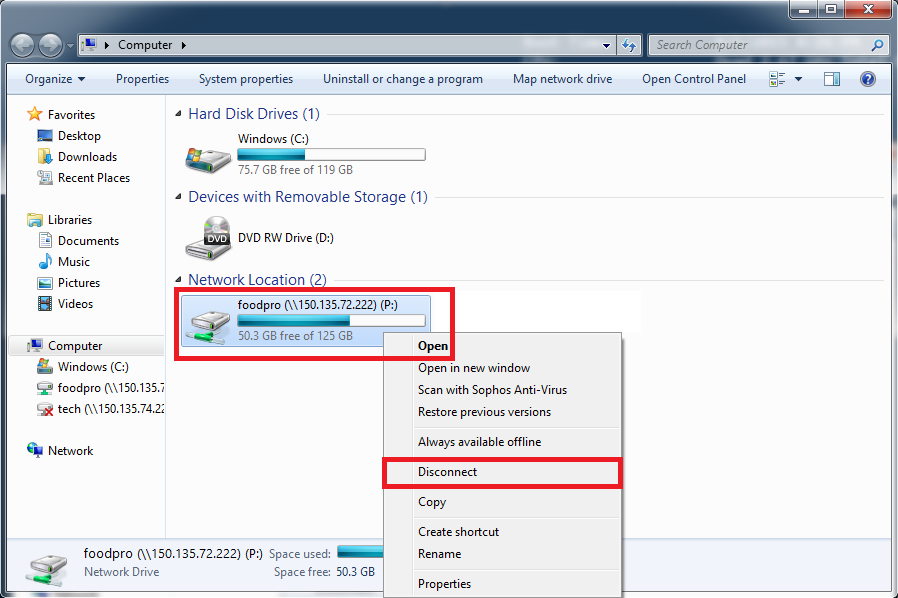 Computer
Search Computer
Organize
Properties
System properties
Uninstall or change a program
Map network drive
Open Control Panel
Favorites
Desktop
Downloads
Recent Places
Libraries
Documents
Music
Pictures
Videos
Computer
Windows (C:)
foodpro (\\150.135.7
tech (\\150.135.74.22
Network
Hard Disk Drives (1)
Windows (C:)
75.7 GB free of 119 GB
Devices with Removable Storage (1)
DVD
DVD RW Drive (D:)
Network Location (2)
foodpro (\\150.135.72.222) (P:)
50.3 GB free of 125 GB
Open
Open in new window
Scan with Sophos Anti-Virus
Restore previous versions
Always available offline
Disconnect
Copy
Create shortcut
Rename
Properties
foodpro (\\150.135.72.222) (P:) Space used:
Network Drive Space free: 50.3 GB